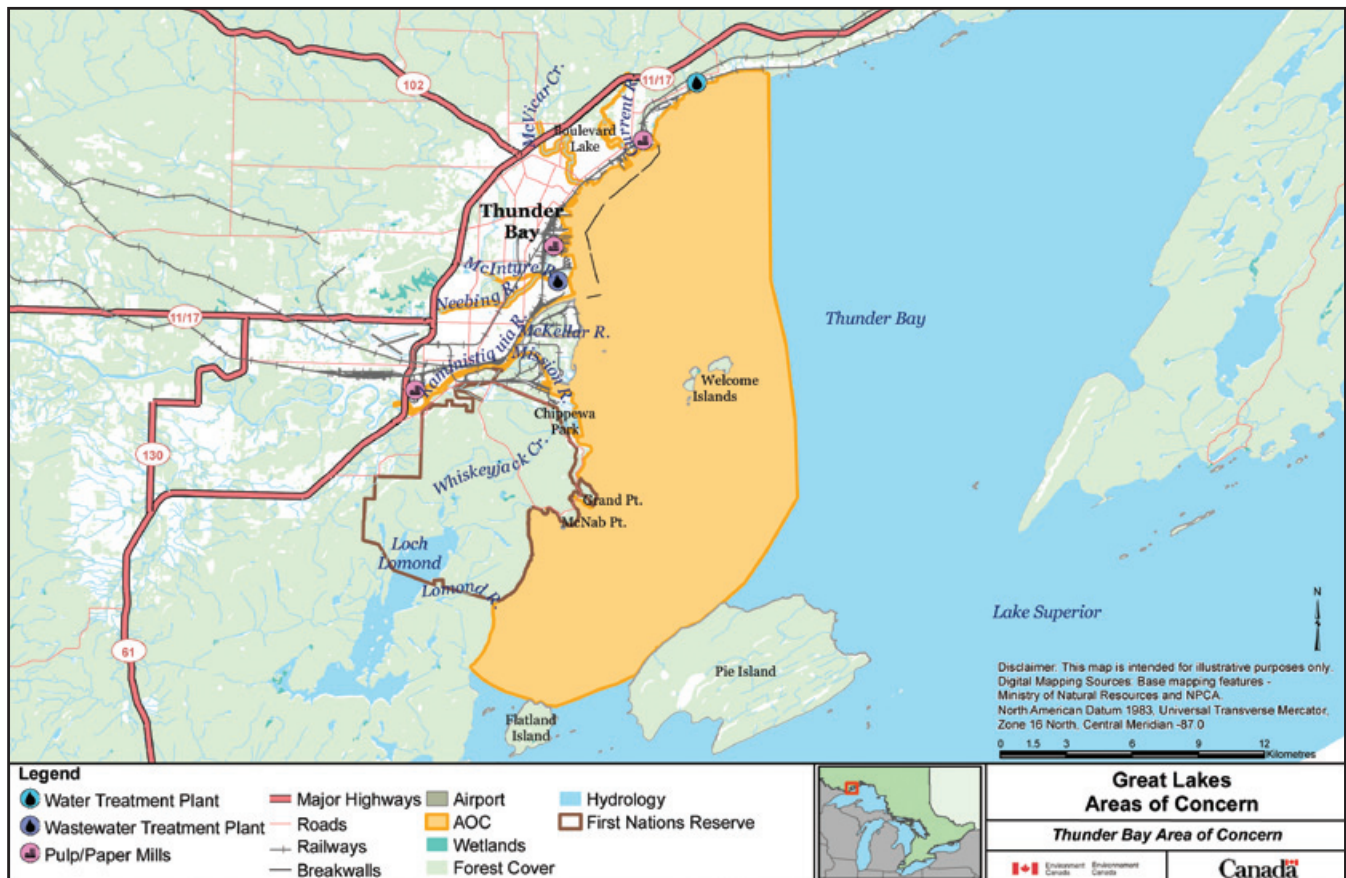 102
11/17
McVicar Cr.
Current R.
Boulevard
Lake
Thunder
Bay
McIntyre R.
Neebing R.
11/17
McKellar R.
Kaministiquia R.
Mission R.
Thunder Bay
Welcome
Islands
Chippewa
Park
130
Whiskeyjack Cr.
Grand Pt.
McNab Pt.
Loch
Lomond
Lomond R.
61
Lake Superior
N
Pie Island
Flatland
Island
Disclaimer: This map is intended for illustrative purposes only.
Digital Mapping Sources: Base mapping features -
Ministry of Natural Resources and NPCA.
North American Datum 1983, Universal Transverse Mercator,
Zone 16 North, Central Meridian -87.0
0 1.5 3 6 9 12
Kilometres
Legend
Water Treatment Plant
Wastewater Treatment Plant
Pulp/Paper Mills
Major Highways
Roads
Railways
Breakwalls
Airport
AOC
Wetlands
Forest Cover
Hydrology
First Nations Reserve
Great Lakes
Areas of Concern
Thunder Bay Area of Concern
Environment Environnement
Canada Canada
Canada